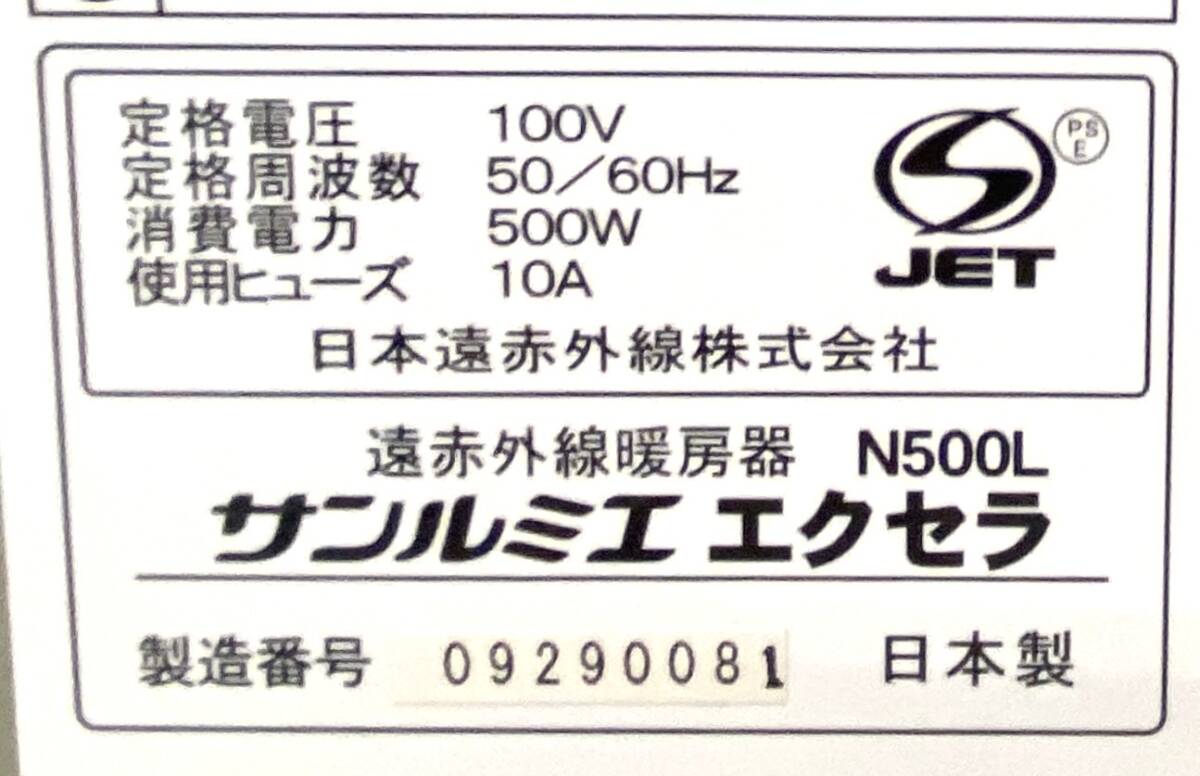 定格電圧 100V
定格周波数 50／60Hz
消費電力 500W
使用ヒューズ 10A
PS
E
JET
日本遠赤外線株式会社
遠赤外線暖房器 N500L
サンルミエ エクセラ
製造番号 09290081 日本製